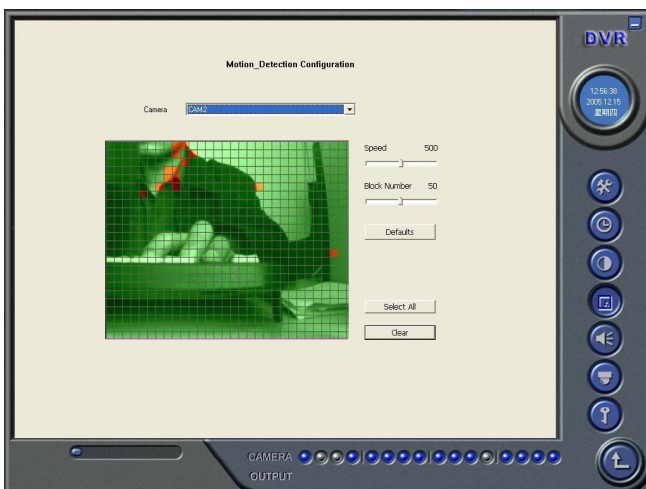 DVR
Motion_Detection Configuration
12:56:38
2005.12.15
星期四
Camera CAM2
Speed 500
Block Number 50
Defaults
Select All
Clear
CAMERA
OUTPUT